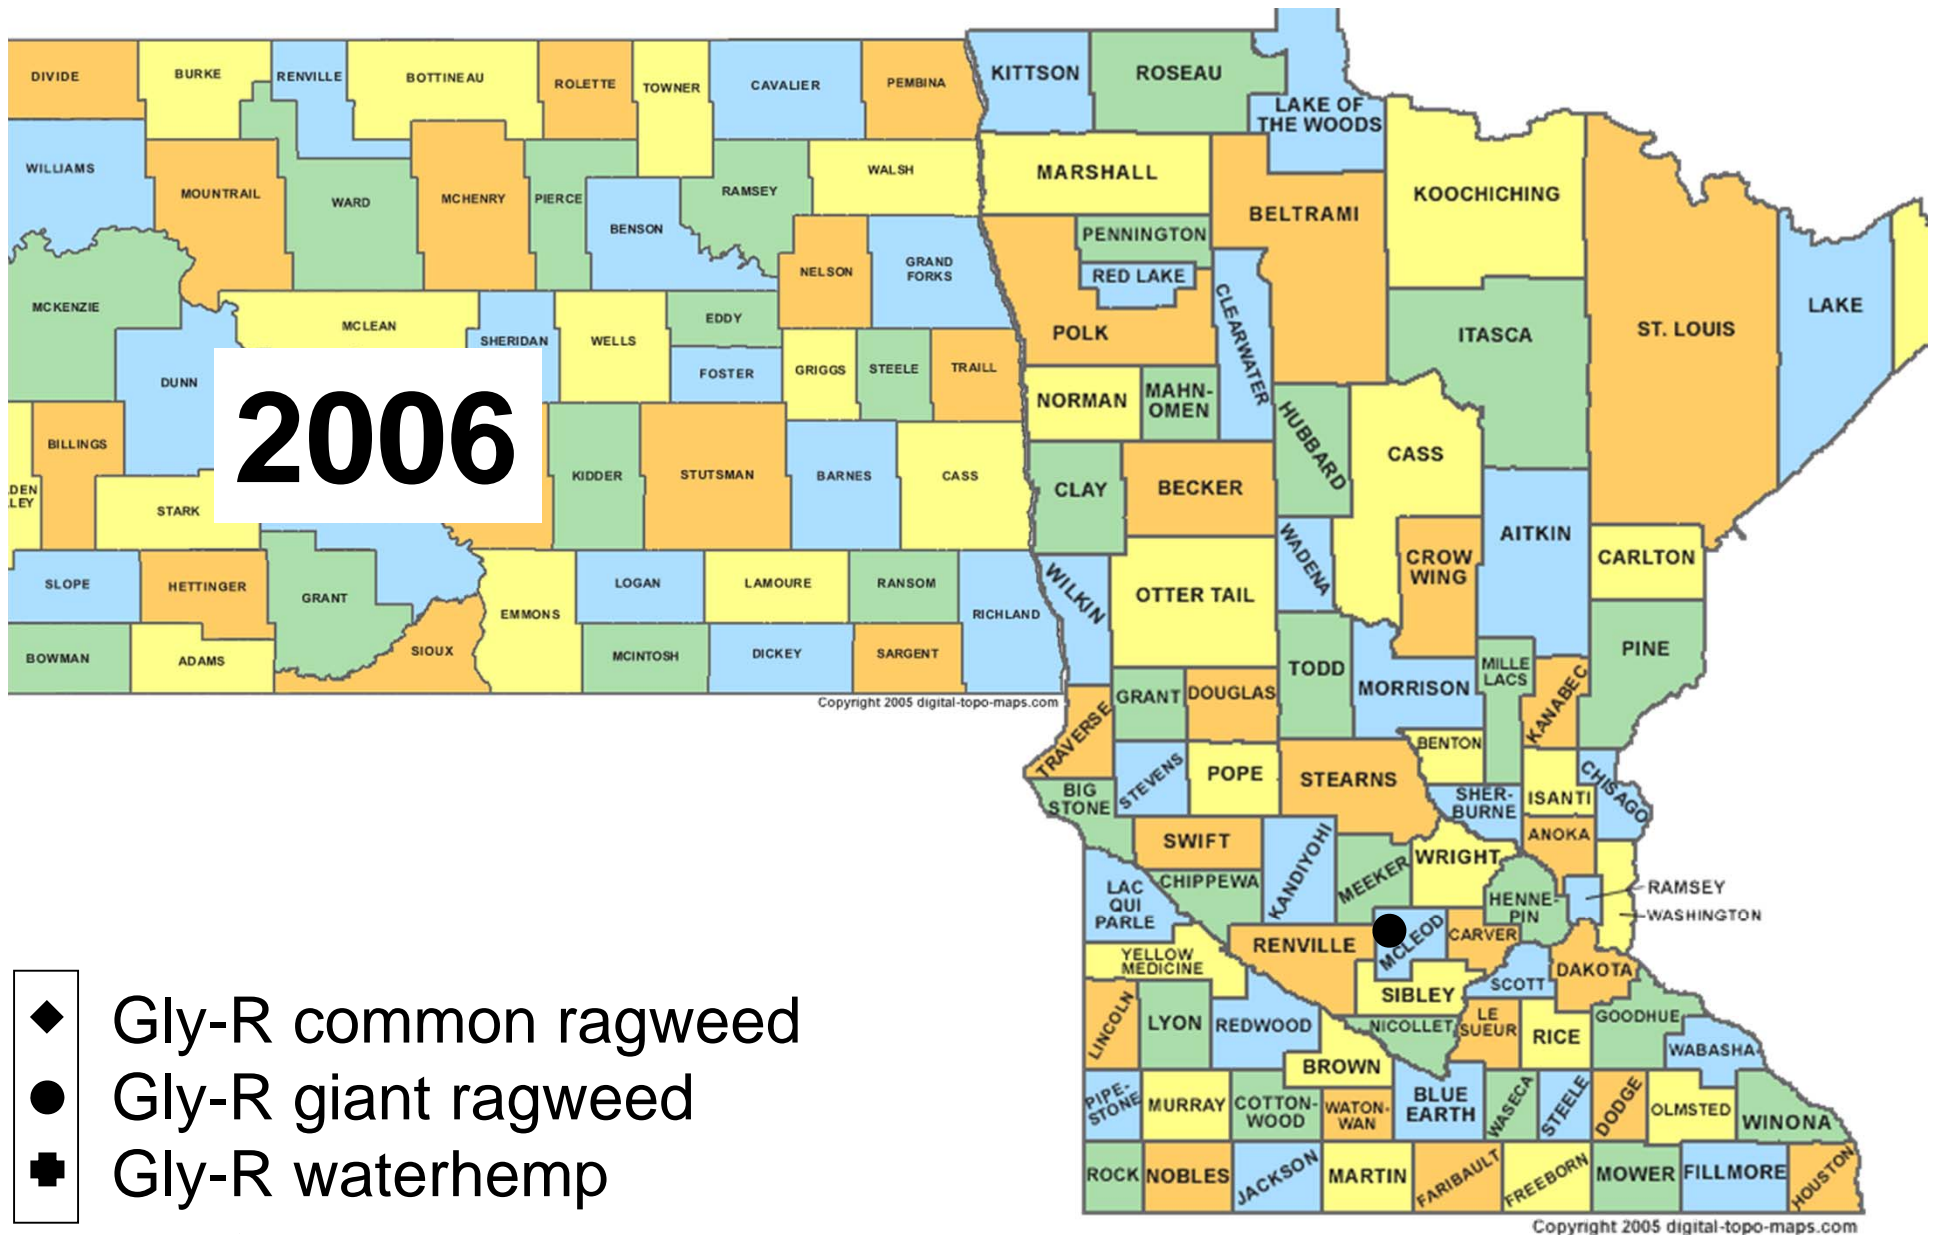 DIVIDE
BURKE
RENVILLE
BOTTINEAU
ROLETTE
TOWNER
CAVALIER
PEMBINA
WILLIAMS
MOUNTRAIL
WARD
MCHENRY
PIERCE
BENSON
RAMSEY
WALSH
NELSON
GRAND
FORKS
MCKENZIE
MCLEAN
SHERIDAN
WELLS
EDDY
FOSTER
GRIGGS
STEELE
TRAILL
DUNN
2006
BILLINGS
DEN
LEY
STARK
KIDDER
STUTSMAN
BARNES
CASS
SLOPE
HETTINGER
GRANT
EMMONS
LOGAN
LAMOURE
RANSOM
RICHLAND
BOWMAN
ADAMS
SIOUX
MCINTOSH
DICKEY
SARGENT
Copyright 2005 digital-topo-maps.com
KITTSON
ROSEAU
LAKE OF
THE WOODS
MARSHALL
BELTRAMI
KOOCHICHING
PENNINGTON
RED LAKE
POLK
CLEARWATER
ITASCA
ST. LOUIS
LAKE
NORMAN
MAHN-
OMEN
HUBBARD
CASS
CLAY
BECKER
WADENA
CROW
WING
AITKIN
CARLTON
WILKIN
OTTER TAIL
TODD
MORRISON
MILLE
LACS
KANABEC
PINE
GRANT
DOUGLAS
TRAVERSE
STEVENS
POPE
STEARNS
BENTON
BIG
STONE
SHER-
BURNE
ISANTI
CHISAGO
SWIFT
KANDIYOHI
MEEKER
WRIGHT
ANOKA
LAC
QUI
PARLE
CHIPPEWA
HENNE-
PIN
RAMSEY
WASHINGTON
RENVILLE
MCLEOD
CARVER
YELLOW
MEDICINE
SIBLEY
SCOTT
DAKOTA
LINCOLN
LYON
REDWOOD
NICOLLET
LE
SUEUR
RICE
GOODHUE
WABASHA
BROWN
PIPE-
STONE
MURRAY
COTTON-
WOOD
WATON-
WAN
BLUE
EARTH
WASECA
STEELE
DODGE
OLMSTED
WINONA
ROCK
NOBLES
JACKSON
MARTIN
FARIBAULT
FREEBORN
MOWER
FILLMORE
HOUSTON
Copyright 2005 digital-topo-maps.com
Gly-R common ragweed
Gly-R giant ragweed
Gly-R waterhemp